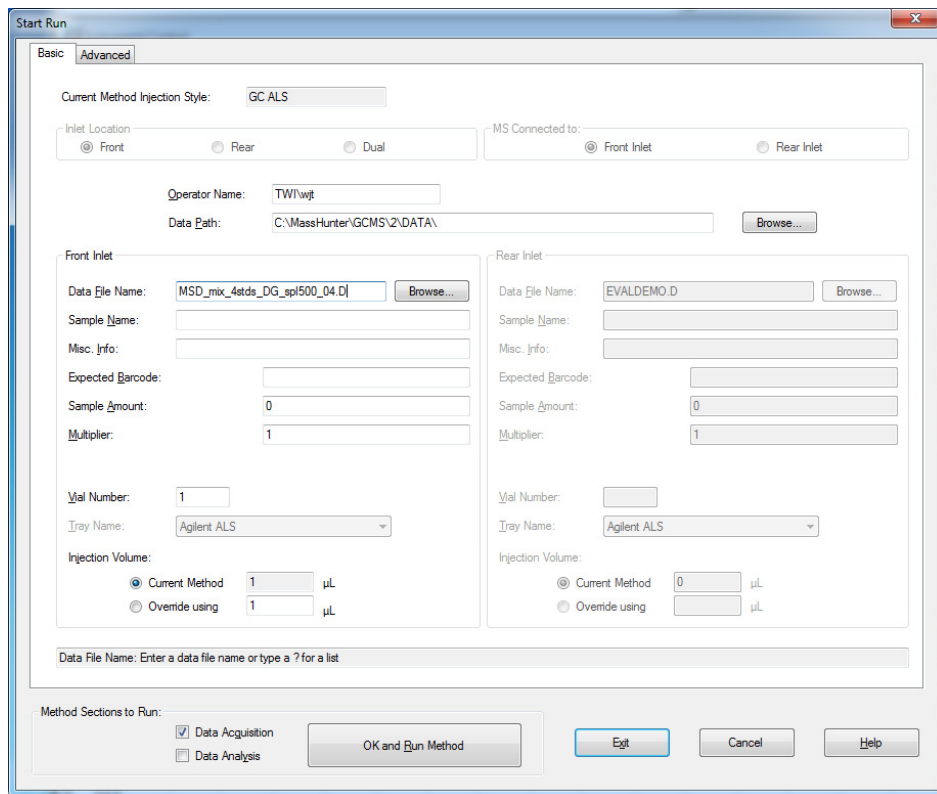 Start Run
Basic Advanced
Current Method Injection Style: GC ALS
Inlet Location MS Connected to:
Front Rear Dual Front Inlet Rear Inlet
Operator Name: TWI\wjt
Data Path: C:\MassHunter\GCMS\2\DATA\ Browse...
Front Inlet Rear Inlet
Data File Name: MSD_mix_4stds_DG_spl500_04.D Browse... Data File Name: EVALDEMO.D Browse...
Sample Name: Sample Name:
Misc. Info: Misc. Info:
Expected Barcode: Expected Barcode:
Sample Amount: 0 Sample Amount: 0
Multiplier: 1 Multiplier: 1
Vial Number: 1 Vial Number:
Tray Name: Agilent ALS Tray Name: Agilent ALS
Injection Volume: Injection Volume:
Current Method 1 µL Current Method 0 µL
Override using 1 µL Override using µL
Data File Name: Enter a data file name or type a ? for a list
Method Sections to Run:
Data Acquisition
Data Analysis
OK and Run Method Exit Cancel Help